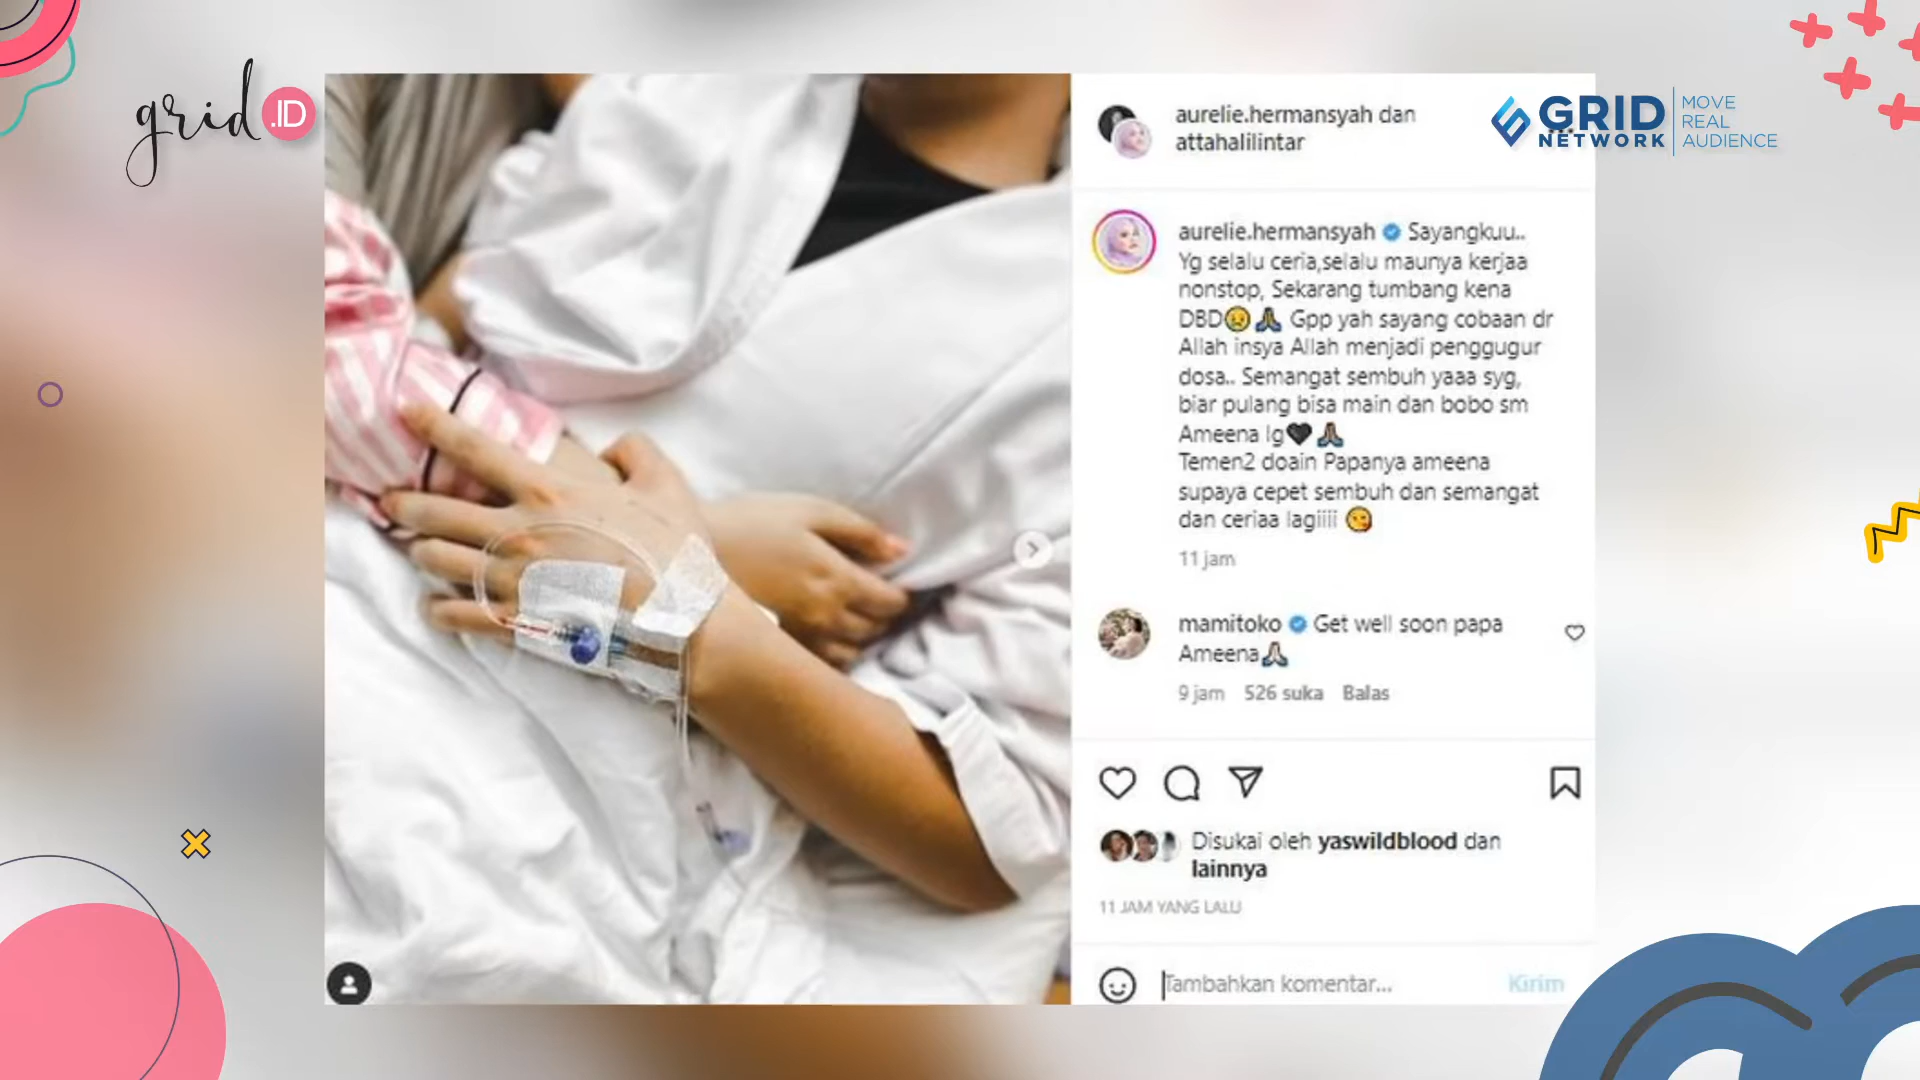 grid.ID
GRID
NETWORK
MOVE
REAL
AUDIENCE
aurelie.hermansyah dan
attahalilintar
aurelie.hermansyah Sayangkuu..
Yg selalu ceria,selalu maunya kerjaa
nonstop, Sekarang tumbang kena
DBD😢🙏 Gpp yah sayang cobaan dr
Allah insya Allah menjadi penggugur
dosa.. Semangat sembuh yaaa syg,
biar pulang bisa main dan bobo sm
Ameena lg🖤🙏
Temen2 doain Papanya ameena
supaya cepet sembuh dan semangat
dan ceriaa lagiiii 😘
11 jam
mamitoko Get well soon papa
Ameena🙏
9 jam 526 suka Balas
Disukai oleh yaswildblood dan
lainnya
11 JAM YANG LALU
Tambahkan komentar... Kirim